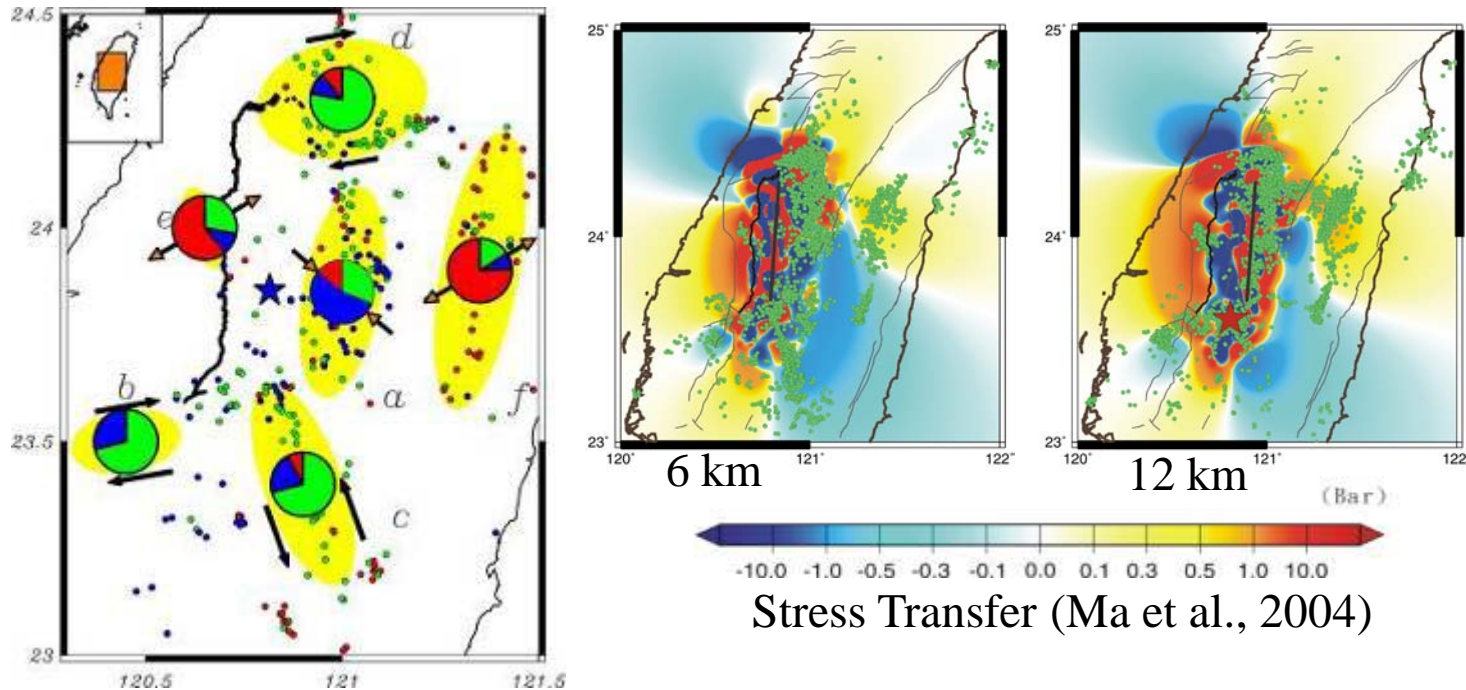 24.5
d
24
e
a
b
f
23.5
c
23
120.5
121
121.5
25°
24°
23°
120°
121°
122°
6 km
25°
24°
23°
120°
121°
122
12 km
(Bar)
-10.0 -1.0 -0.5 -0.3 -0.1 0.0 0.1 0.3 0.5 1.0 10.0
Stress Transfer (Ma et al., 2004)